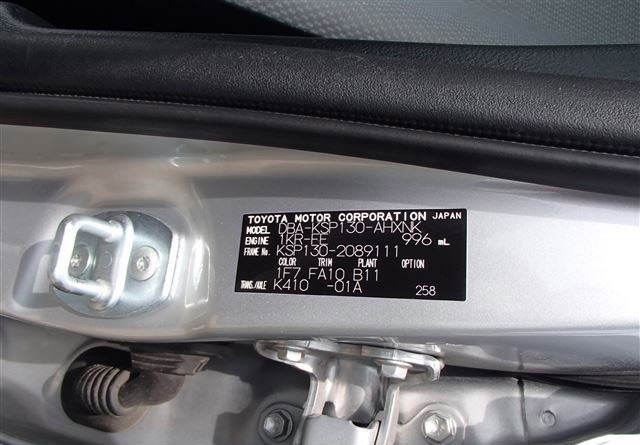 TOYOTA MOTOR CORPORATION JAPAN
MODEL DBA-KSP130-AHXNK
ENGINE 1KR-EE 996 mL
FRAME No. KSP130-2089111
COLOR TRIM PLANT OPTION
1F7 FA10 B11
TRANS./AXLE K410 -01A 258